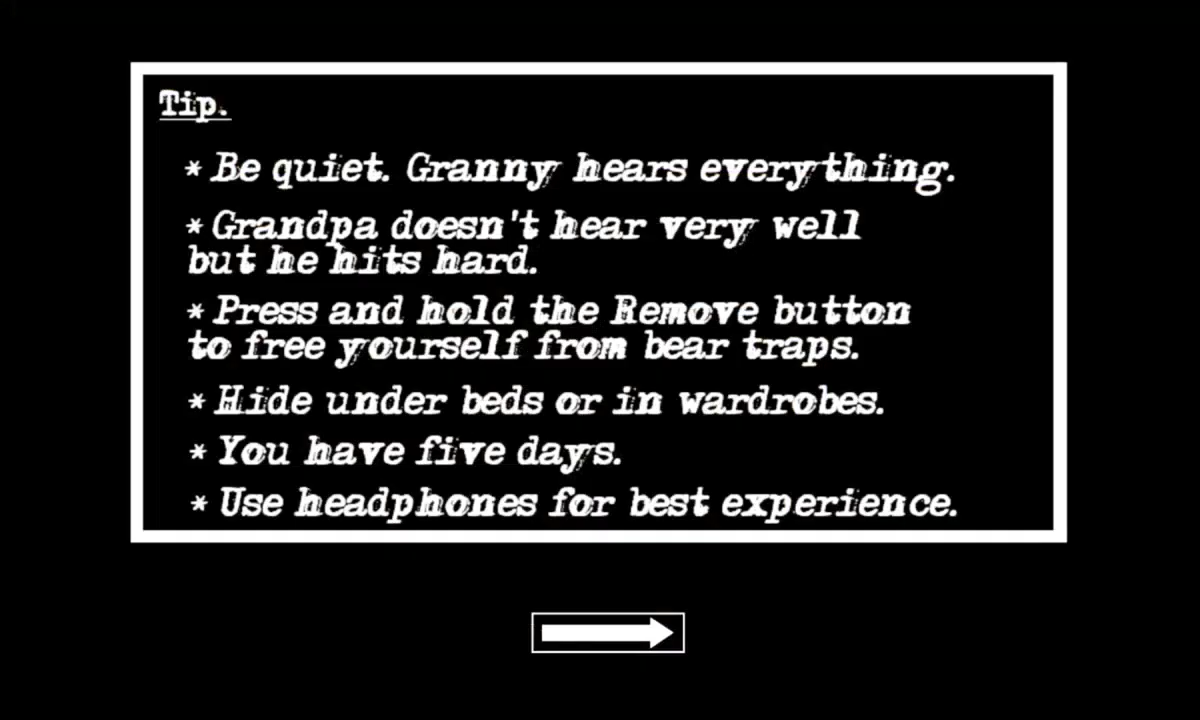 Tip.
* Be quiet. Granny hears everything.
* Grandpa doesn't hear very well
but he hits hard.
* Press and hold the Remove button
to free yourself from bear traps.
* Hide under beds or in wardrobes.
* You have five days.
* Use headphones for best experience.